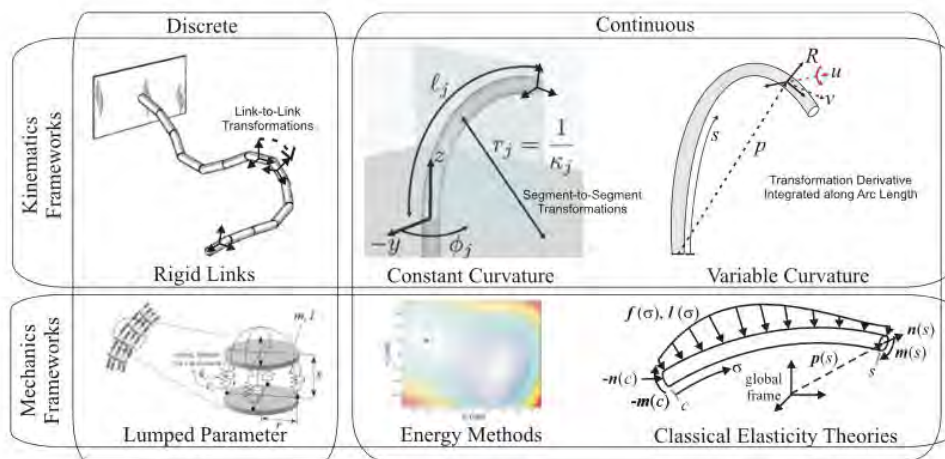 Discrete
Continuous
Kinematics
Frameworks
Link-to-Link
Transformations
Rigid Links
ℓj
z
rj = 1/κj
Segment-to-Segment
Transformations
−y
ϕj
Constant Curvature
R
u
v
s
p
Transformation Derivative
Integrated along Arc Length
Variable Curvature
Mechanics
Frameworks
m, I
s
r
Lumped Parameter
Energy Methods
f(σ), l(σ)
n(s)
m(s)
p(s)
s
-n(c)
σ
-m(c)
c
global
frame
Classical Elasticity Theories